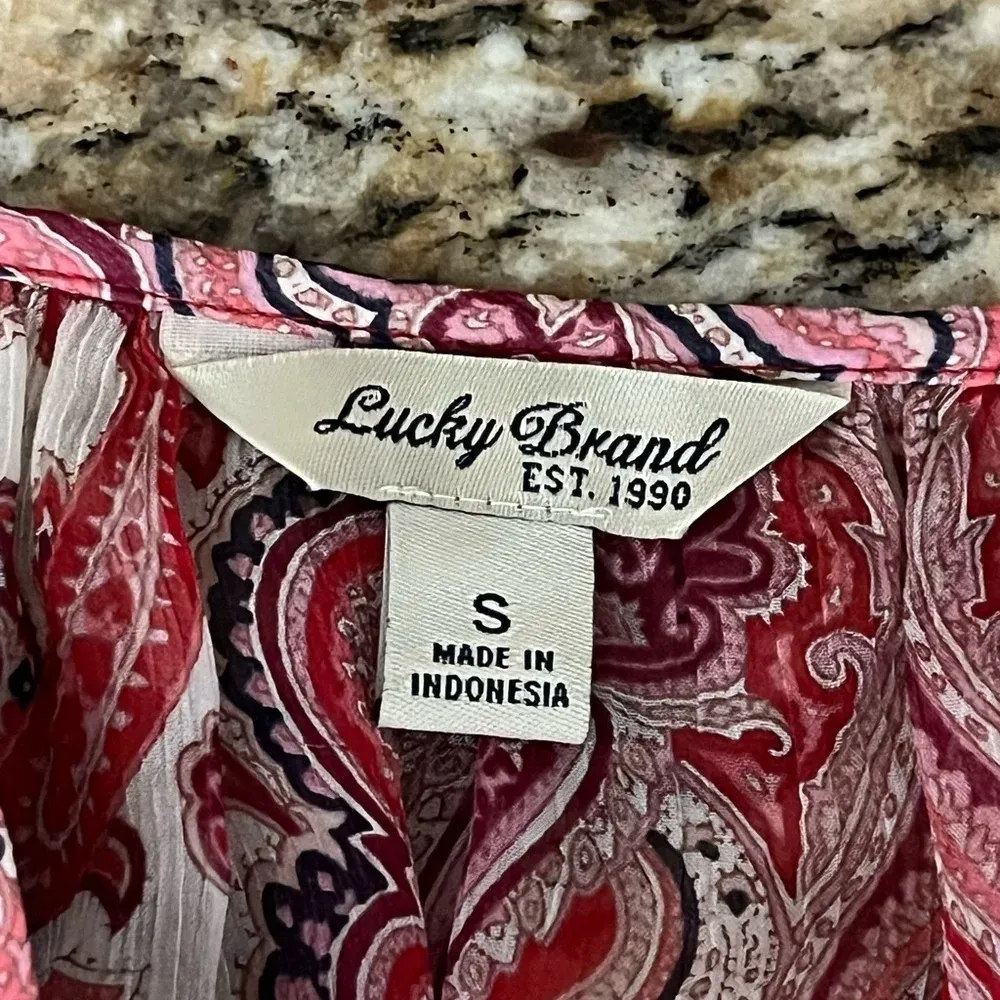 Lucky Brand
EST. 1990
S
MADE IN
INDONESIA